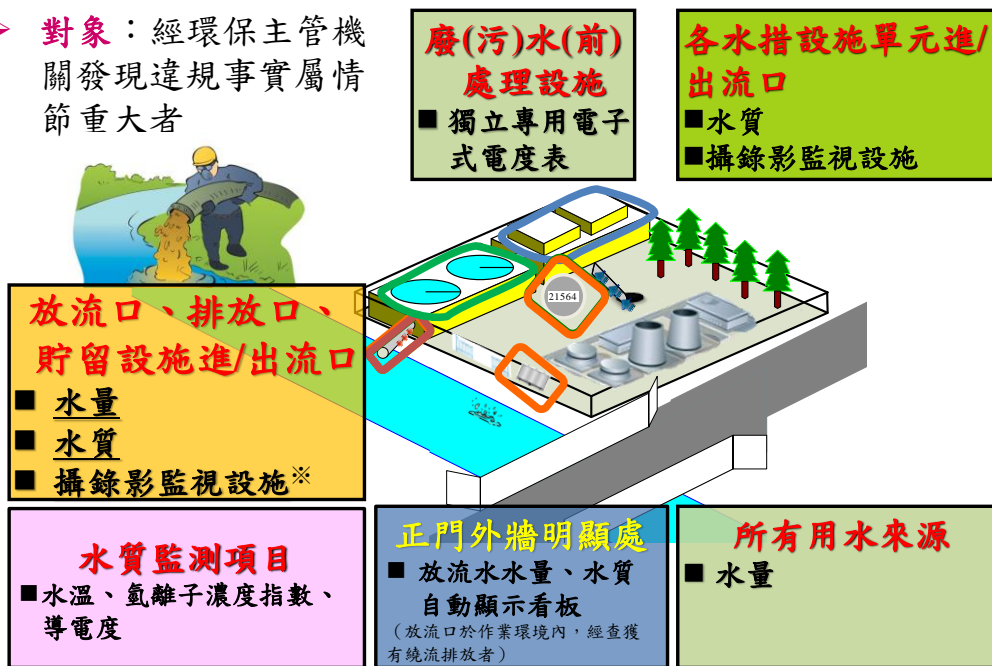 ➢ 對象：經環保主管機
關發現違規事實屬情
節重大者
廢(污)水(前)
處理設施
■ 獨立專用電子
式電度表
各水措設施單元進/
出流口
■水質
■攝錄影監視設施
21564
放流口、排放口、
貯留設施進/出流口
■ 水量
■ 水質
■ 攝錄影監視設施※
水質監測項目
■水溫、氫離子濃度指數、
導電度
正門外牆明顯處
■ 放流水水量、水質
自動顯示看板
（放流口於作業環境內，經查獲
有繞流排放者）
所有用水來源
■ 水量